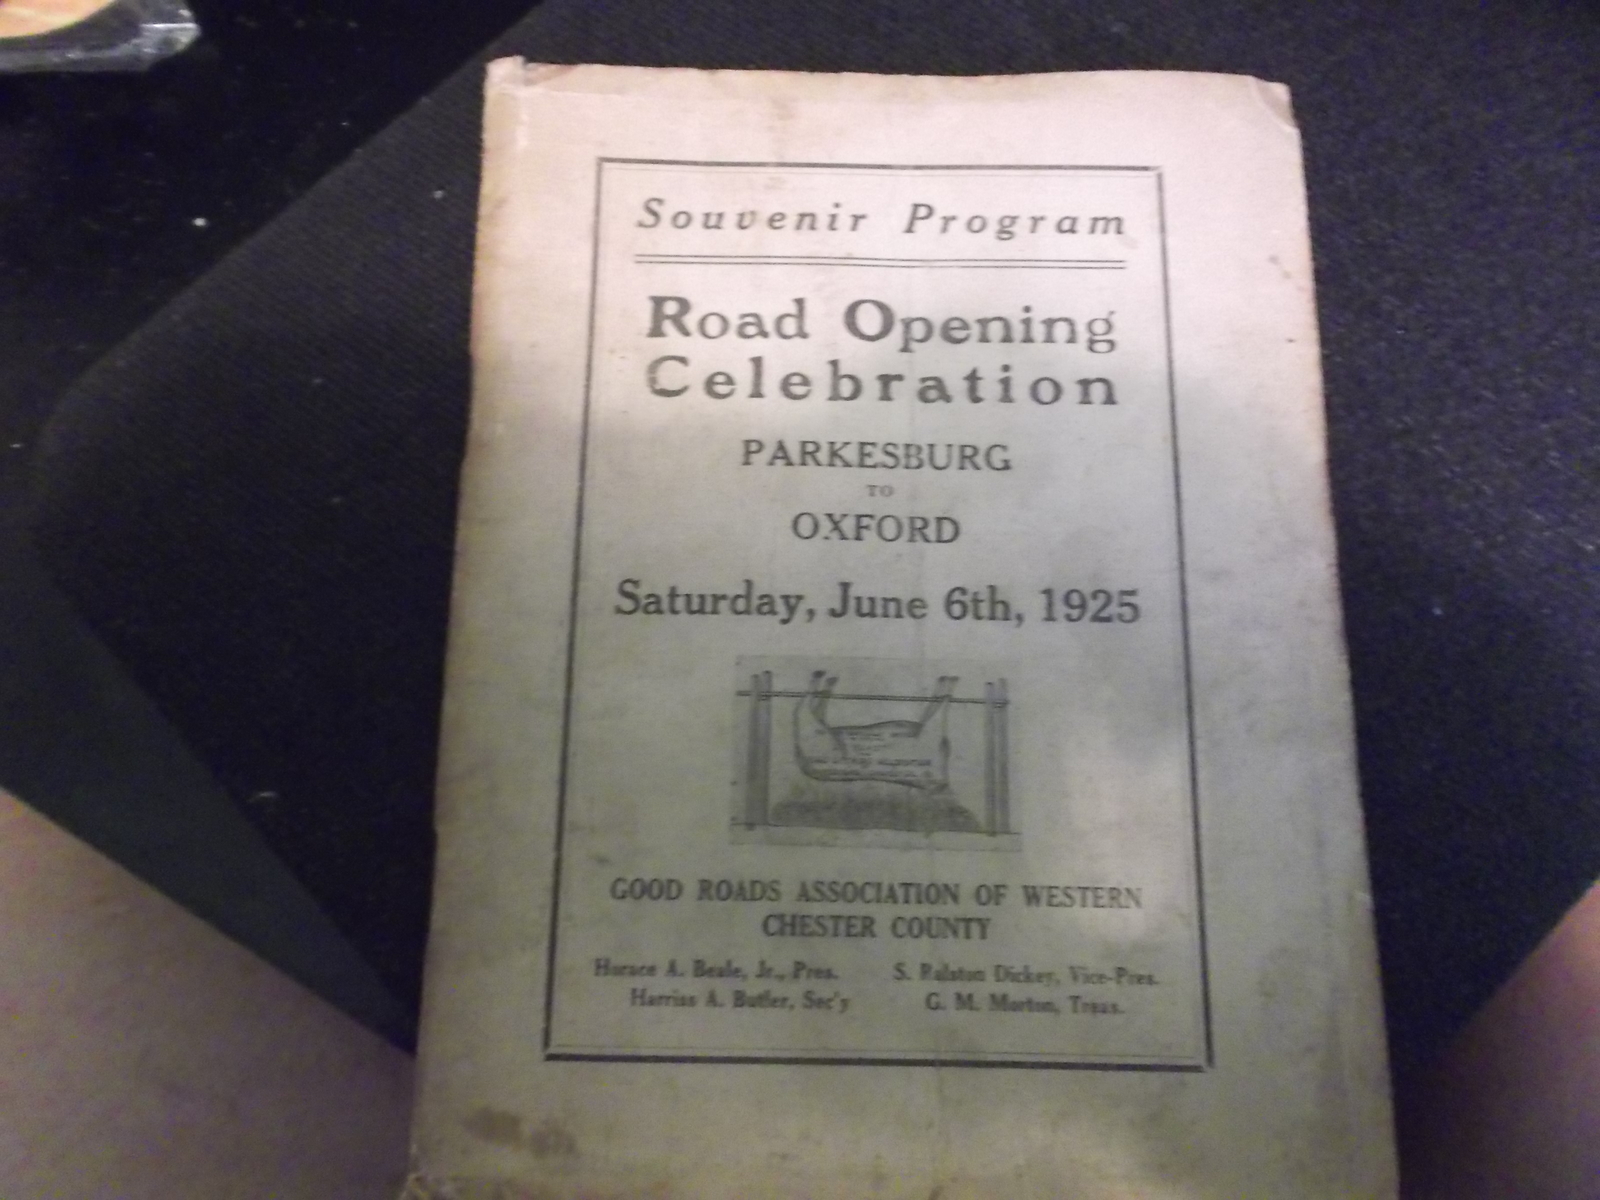 Souvenir Program
Road Opening
Celebration
PARKESBURG
TO
OXFORD
Saturday, June 6th, 1925
GOOD ROADS ASSOCIATION OF WESTERN
CHESTER COUNTY
Horace A. Beale, Jr., Pres. S. Ralston Dickey, Vice-Pres.
Harriss A. Butler, Sec'y G. M. Morton, Treas.